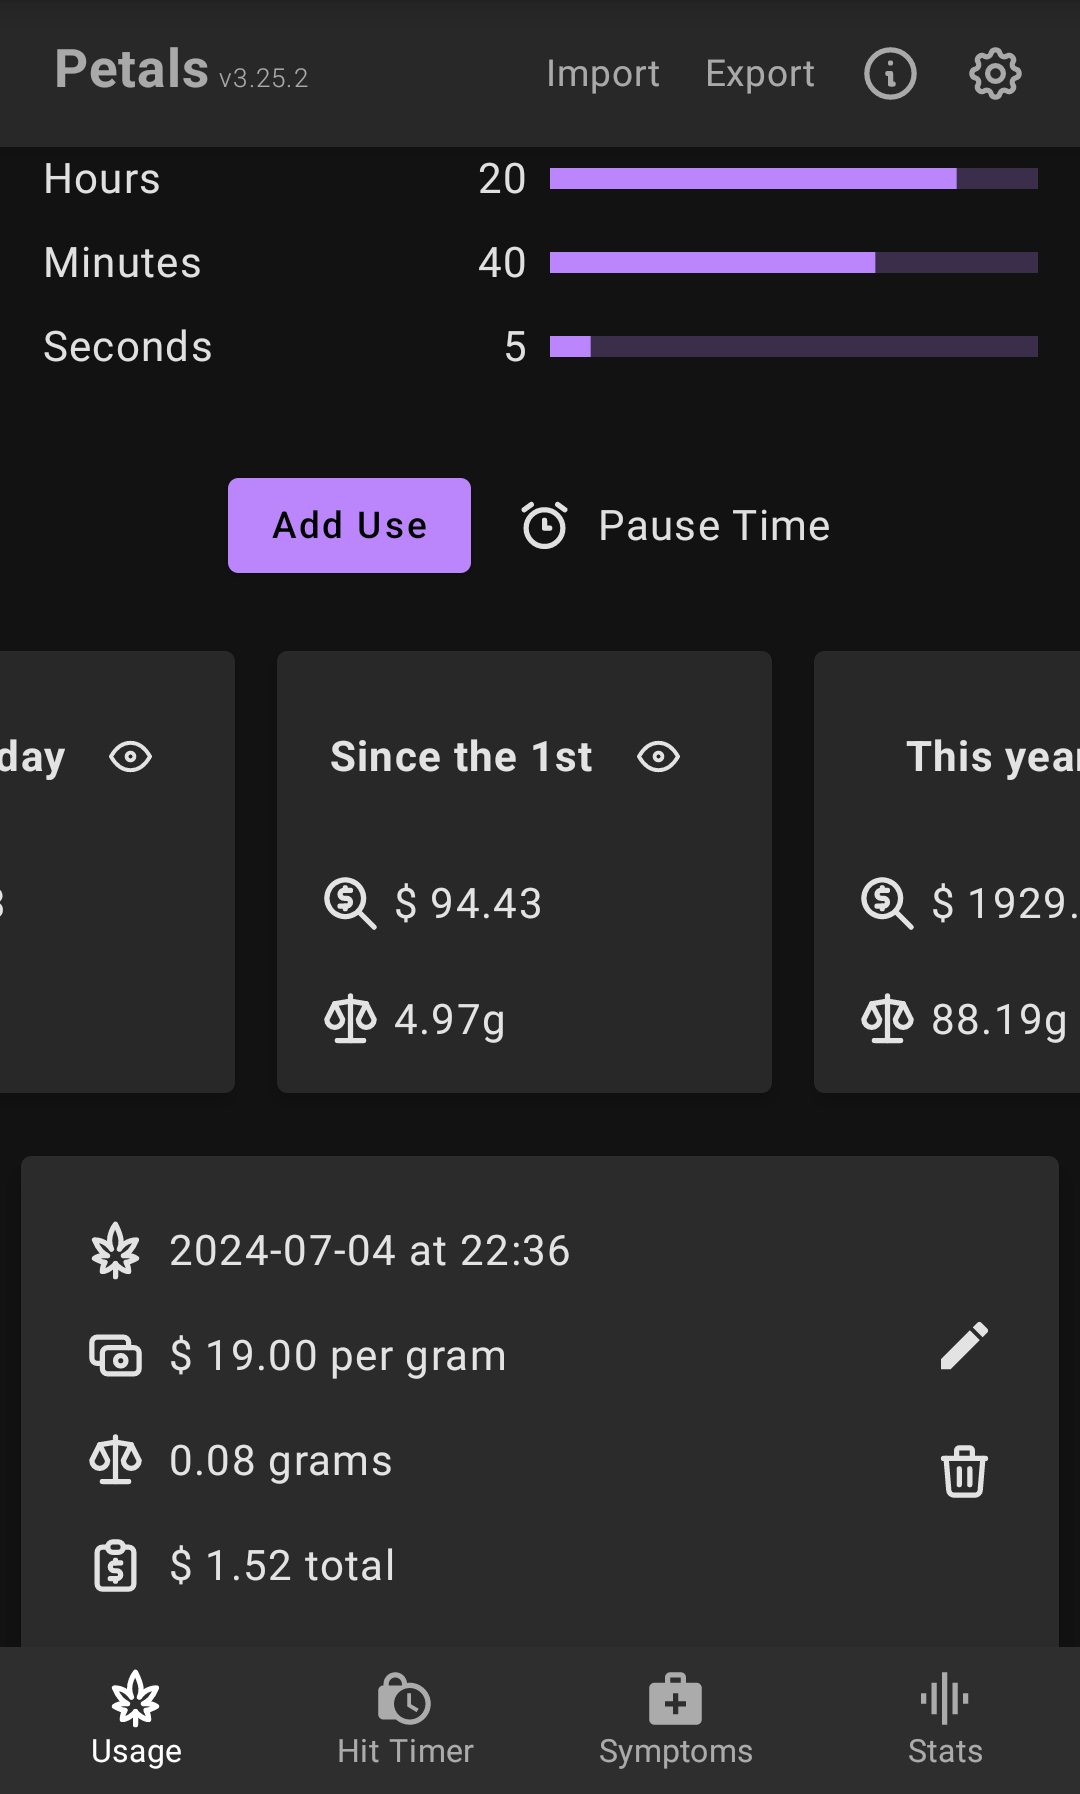 Petals v3.25.2 Import Export
Hours 20
Minutes 40
Seconds 5
Add Use Pause Time
day Since the 1st This year
$ 94.43 $ 1929.
4.97g 88.19g
2024-07-04 at 22:36
$ 19.00 per gram
0.08 grams
$ 1.52 total
Usage Hit Timer Symptoms Stats